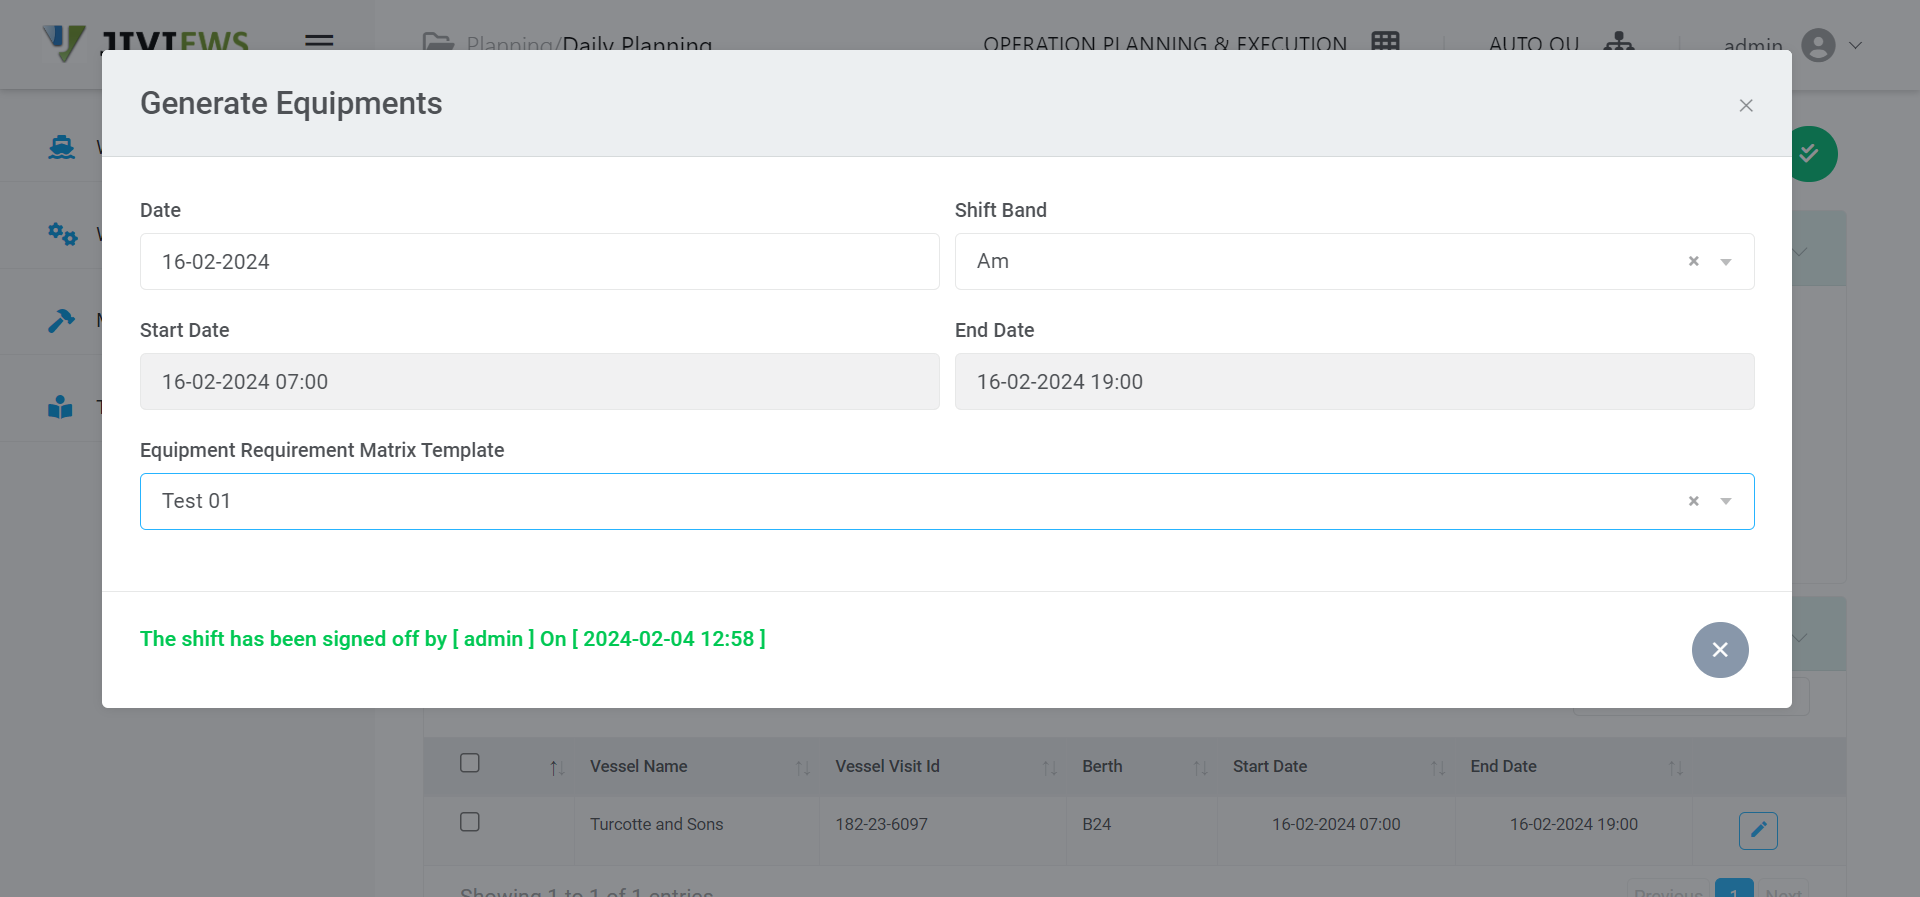 JIVIEWS
Planning/Daily Planning
OPERATION PLANNING & EXECUTION
AUTO OU
admin
Generate Equipments
Date
Shift Band
16-02-2024
Am
Start Date
End Date
16-02-2024 07:00
16-02-2024 19:00
Equipment Requirement Matrix Template
Test 01
The shift has been signed off by [ admin ] On [ 2024-02-04 12:58 ]
Vessel Name
Vessel Visit Id
Berth
Start Date
End Date
Turcotte and Sons
182-23-6097
B24
16-02-2024 07:00
16-02-2024 19:00
Showing 1 to 1 of 1 entries
Previous
1
Next